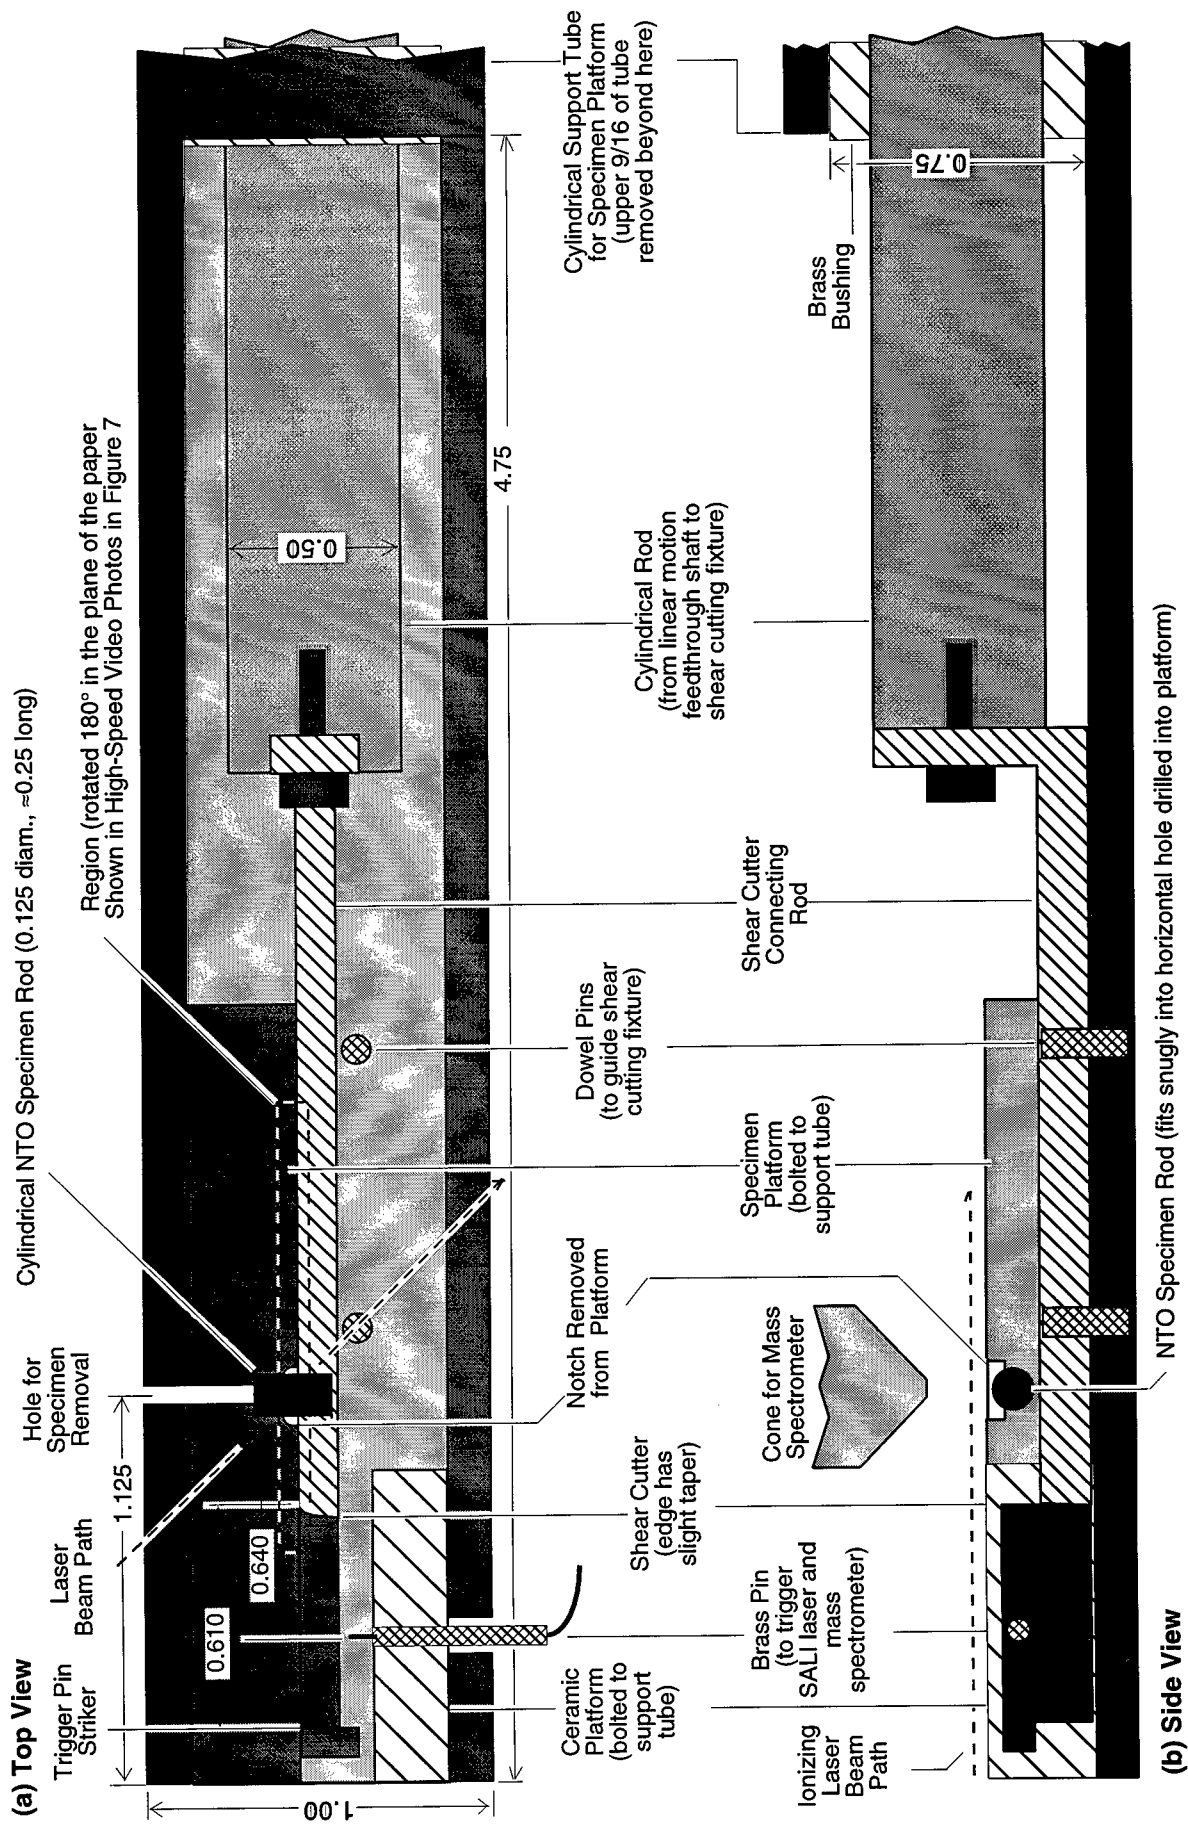 (a) Top View
Trigger Pin
Striker
Laser
Beam Path
Hole for
Specimen
Removal
Cylindrical NTO Specimen Rod (0.125 diam., ≈0.25 long)
Region (rotated 180° in the plane of the paper
Shown in High-Speed Video Photos in Figure 7
1.125
0.610
0.640
0.50
1.00
4.75
Ceramic
Platform
(bolted to
support
tube)
Shear Cutter
(edge has
slight taper)
Notch Removed
from Platform
Dowel Pins
(to guide shear
cutting fixture)
Cylindrical Rod
(from linear motion
feedthrough shaft to
shear cutting fixture)
Cylindrical Support Tube
for Specimen Platform
(upper 9/16 of tube
removed beyond here)
Ionizing
Laser
Beam
Path
Brass Pin
(to trigger
SALI laser and
mass
spectrometer)
Cone for Mass
Spectrometer
Specimen
Platform
(bolted to
support tube)
Shear Cutter
Connecting
Rod
Brass
Bushing
0.75
(b) Side View
NTO Specimen Rod (fits snugly into horizontal hole drilled into platform)